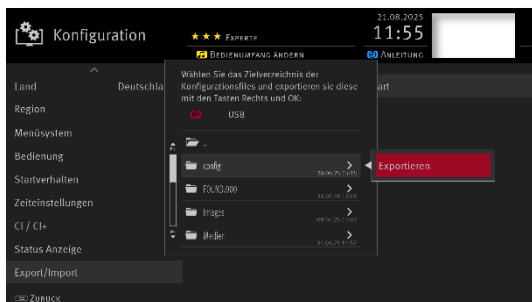 21.08.2025
Konfiguration
★ ★ ★ EXPERTE
11:55
BEDIENUMFANG ÄNDERN
ANLEITUNG
Land
Deutschla
Wählen Sie das Zielverzeichnis der
Konfigurationsfiles und exportieren sie diese
mit den Tasten Rechts und OK:
art
Region
USB
Menüsystem
..
Bedienung
config
Exportieren
Startverhalten
FOUND.000
Zeiteinstellungen
Images
CI / CI+
Medien
Status Anzeige
Export/Import
ZURÜCK